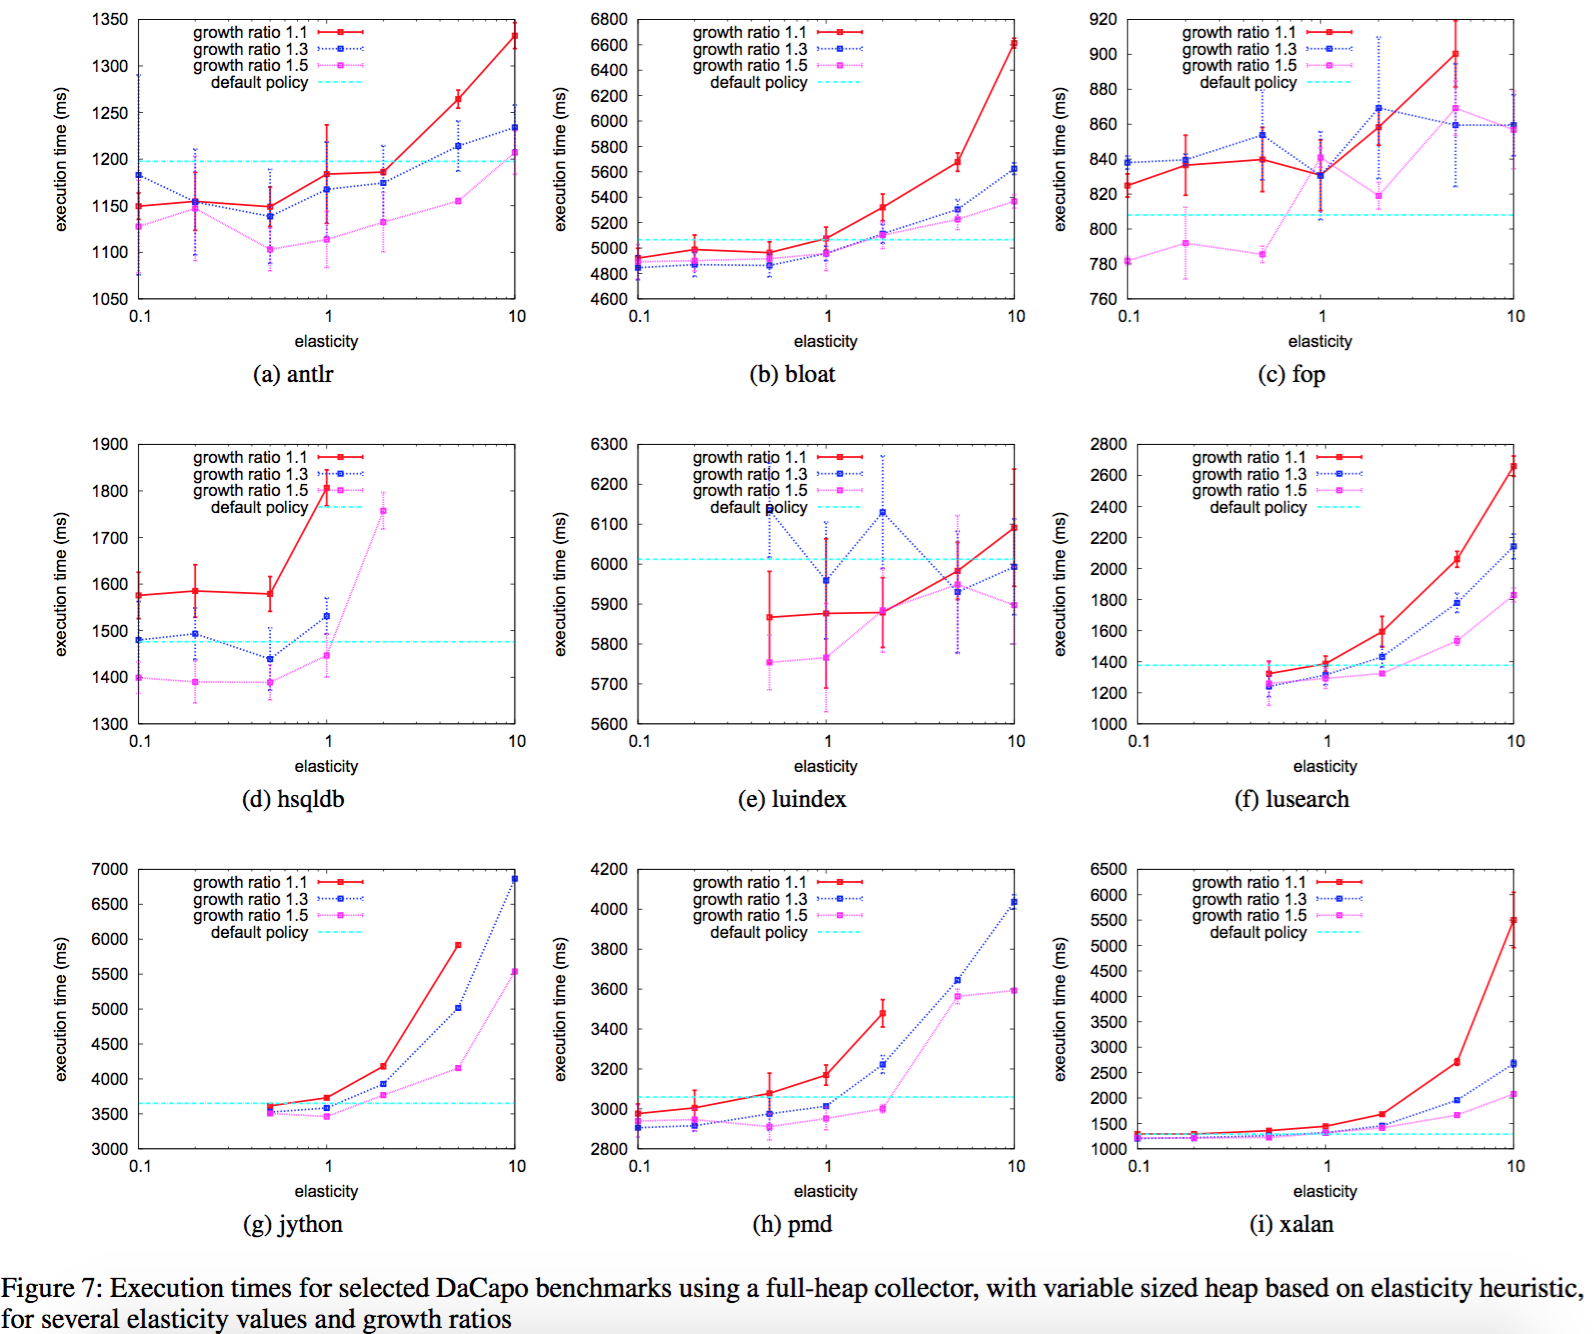 1350
1300
1250
1200
1150
1100
1050
execution time (ms)
growth ratio 1.1
growth ratio 1.3
growth ratio 1.5
default policy
0.1 1 10
elasticity
(a) antlr
6800
6600
6400
6200
6000
5800
5600
5400
5200
5000
4800
4600
execution time (ms)
growth ratio 1.1
growth ratio 1.3
growth ratio 1.5
default policy
0.1 1 10
elasticity
(b) bloat
920
900
880
860
840
820
800
780
760
execution time (ms)
growth ratio 1.1
growth ratio 1.3
growth ratio 1.5
default policy
0.1 1 10
elasticity
(c) fop
1900
1800
1700
1600
1500
1400
1300
execution time (ms)
growth ratio 1.1
growth ratio 1.3
growth ratio 1.5
default policy
0.1 1 10
elasticity
(d) hsqldb
6300
6200
6100
6000
5900
5800
5700
5600
execution time (ms)
growth ratio 1.1
growth ratio 1.3
growth ratio 1.5
default policy
0.1 1 10
elasticity
(e) luindex
2800
2600
2400
2200
2000
1800
1600
1400
1200
1000
execution time (ms)
growth ratio 1.1
growth ratio 1.3
growth ratio 1.5
default policy
0.1 1 10
elasticity
(f) lusearch
7000
6500
6000
5500
5000
4500
4000
3500
3000
execution time (ms)
growth ratio 1.1
growth ratio 1.3
growth ratio 1.5
default policy
0.1 1 10
elasticity
(g) jython
4200
4000
3800
3600
3400
3200
3000
2800
execution time (ms)
growth ratio 1.1
growth ratio 1.3
growth ratio 1.5
default policy
0.1 1 10
elasticity
(h) pmd
6500
6000
5500
5000
4500
4000
3500
3000
2500
2000
1500
1000
execution time (ms)
growth ratio 1.1
growth ratio 1.3
growth ratio 1.5
default policy
0.1 1 10
elasticity
(i) xalan
Figure 7: Execution times for selected DaCapo benchmarks using a full-heap collector, with variable sized heap based on elasticity heuristic,
for several elasticity values and growth ratios